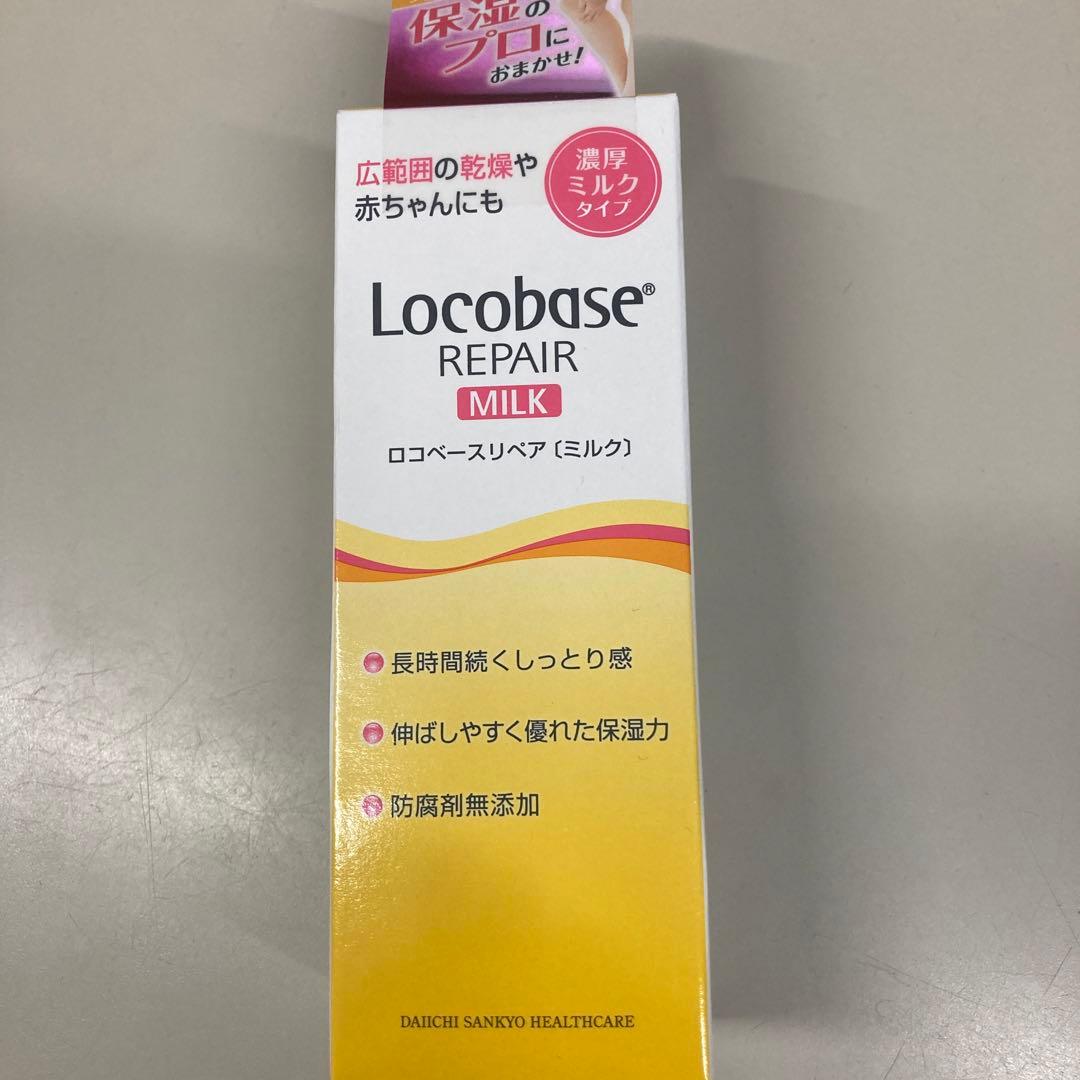 保湿の
プロに
おまかせ!
広範囲の乾燥や
赤ちゃんにも
濃厚
ミルク
タイプ
Locobase®
REPAIR
MILK
ロコベースリペア〔ミルク〕
長時間続くしっとり感
伸ばしやすく優れた保湿力
防腐剤無添加
DAIICHI SANKYO HEALTHCARE